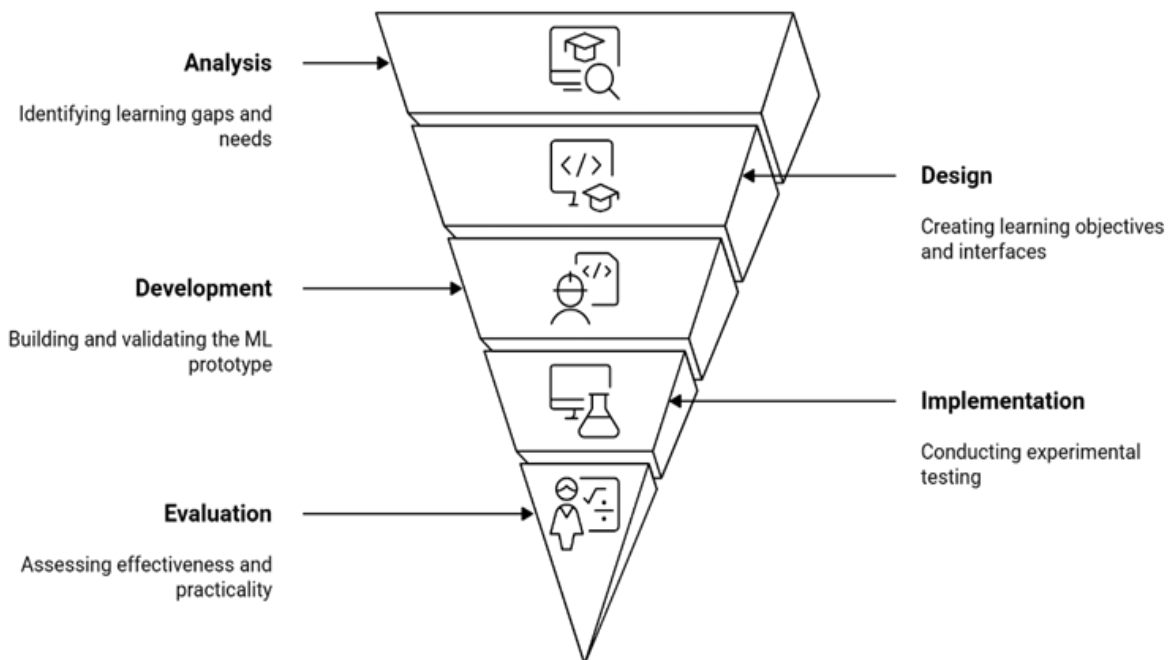 Analysis
Identifying learning gaps and
needs
</>
Design
Creating learning objectives
and interfaces
</>
Development
Building and validating the ML
prototype
Implementation
Conducting experimental
testing
Evaluation
Assessing effectiveness and
practicality